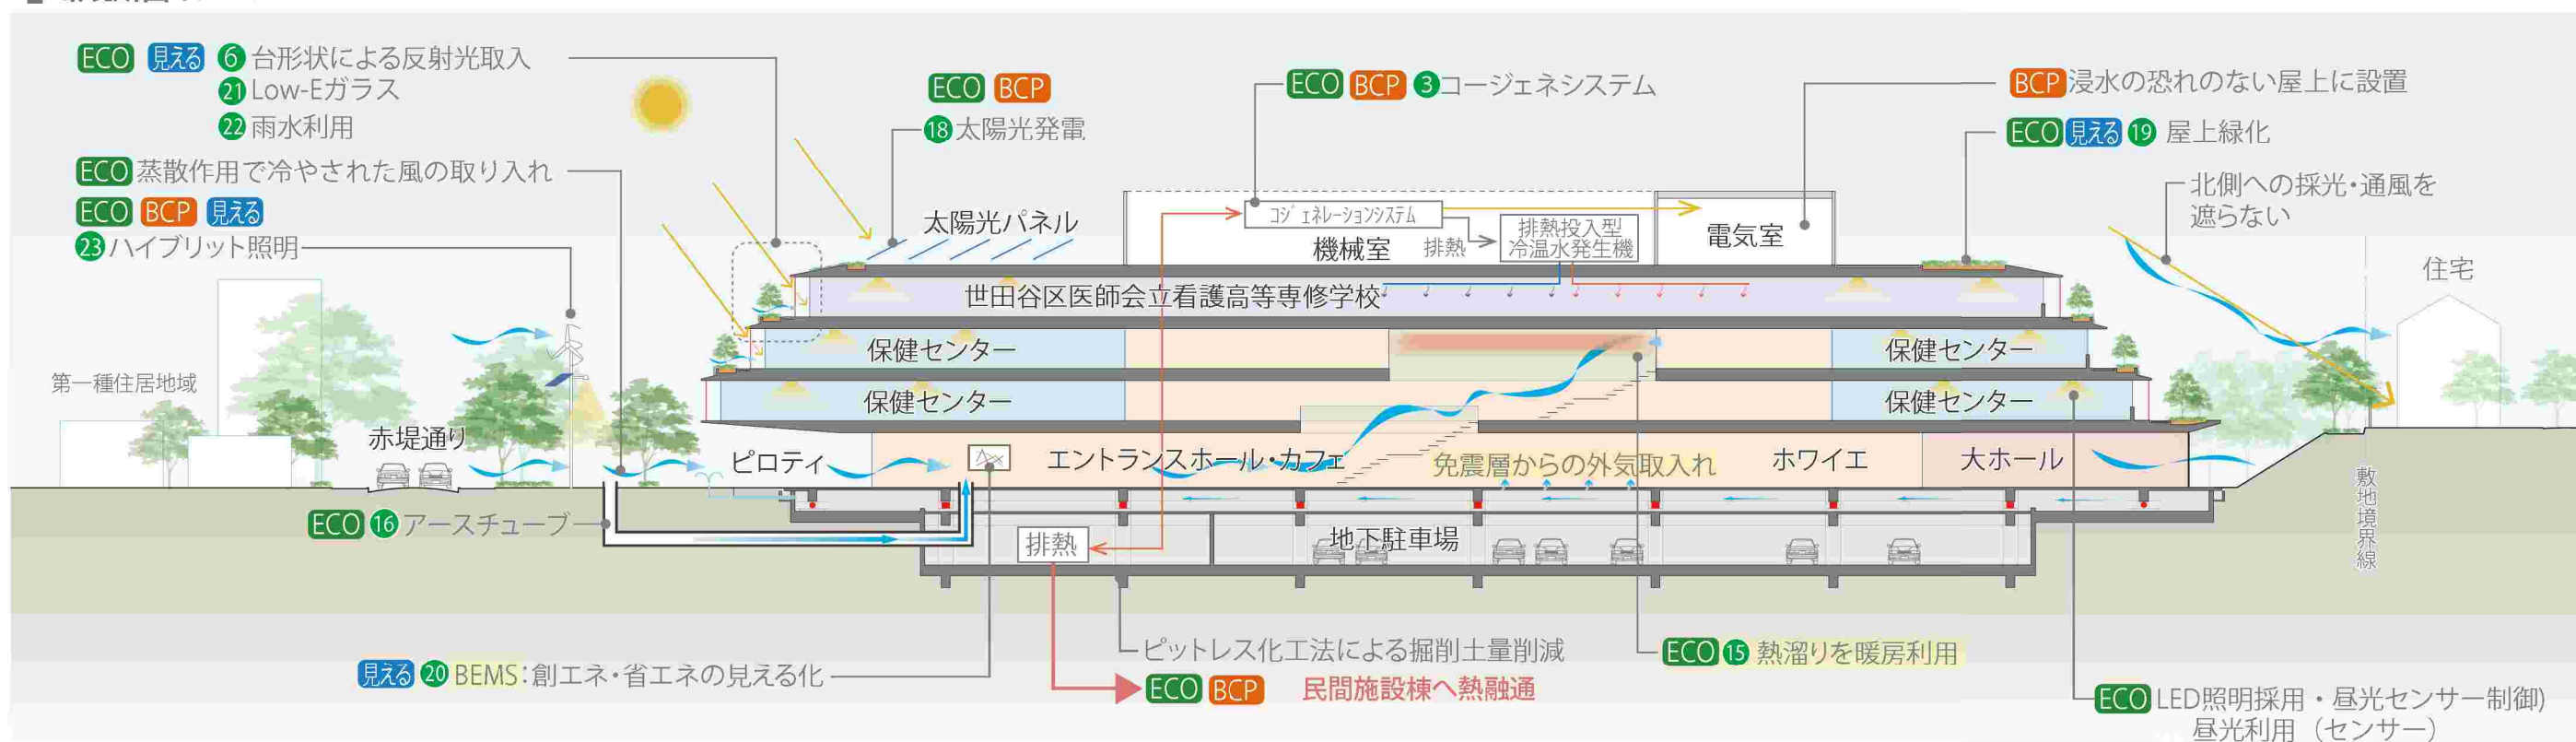 ECO 見える 6 台形状による反射光取入
21 Low-Eガラス
22 雨水利用
ECO 蒸散作用で冷やされた風の取り入れ
ECO BCP 見える
23 ハイブリット照明
ECO BCP
18 太陽光発電
ECO BCP 3 コージェネシステム
BCP 浸水の恐れのない屋上に設置
ECO 見える 19 屋上緑化
北側への採光・通風を
遮らない
太陽光パネル
コジェネレーションシステム
機械室
排熱
排熱投入型
冷温水発生機
電気室
住宅
世田谷区医師会立看護高等専修学校
保健センター
保健センター
第一種住居地域
保健センター
保健センター
赤堤通り
ピロティ
エントランスホール・カフェ
免震層からの外気取入れ
ホワイエ
大ホール
敷地境界線
ECO 16 アースチューブ
排熱
地下駐車場
ピットレス化工法による掘削土量削減
ECO 15 熱溜りを暖房利用
見える 20 BEMS：創エネ・省エネの見える化
ECO BCP 民間施設棟へ熱融通
ECO LED照明採用・昼光センサー制御)
昼光利用（センサー）